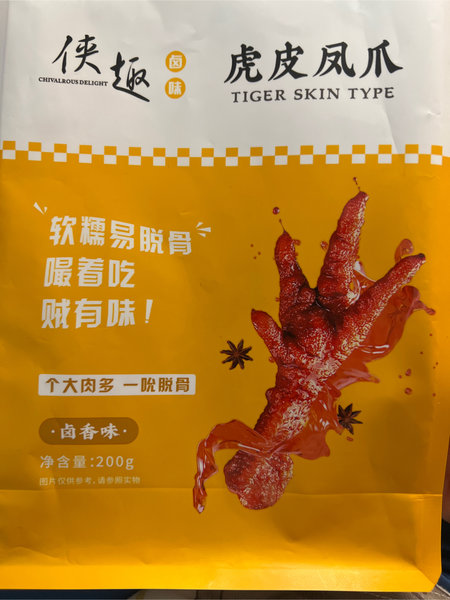 侠趣
CHIVALROUS DELIGHT
卤味
虎皮凤爪
TIGER SKIN TYPE
软糯易脱骨
嘬着吃
贼有味!
个大肉多 一吮脱骨
·卤香味·
净含量:200g
图片仅供参考,请参照实物